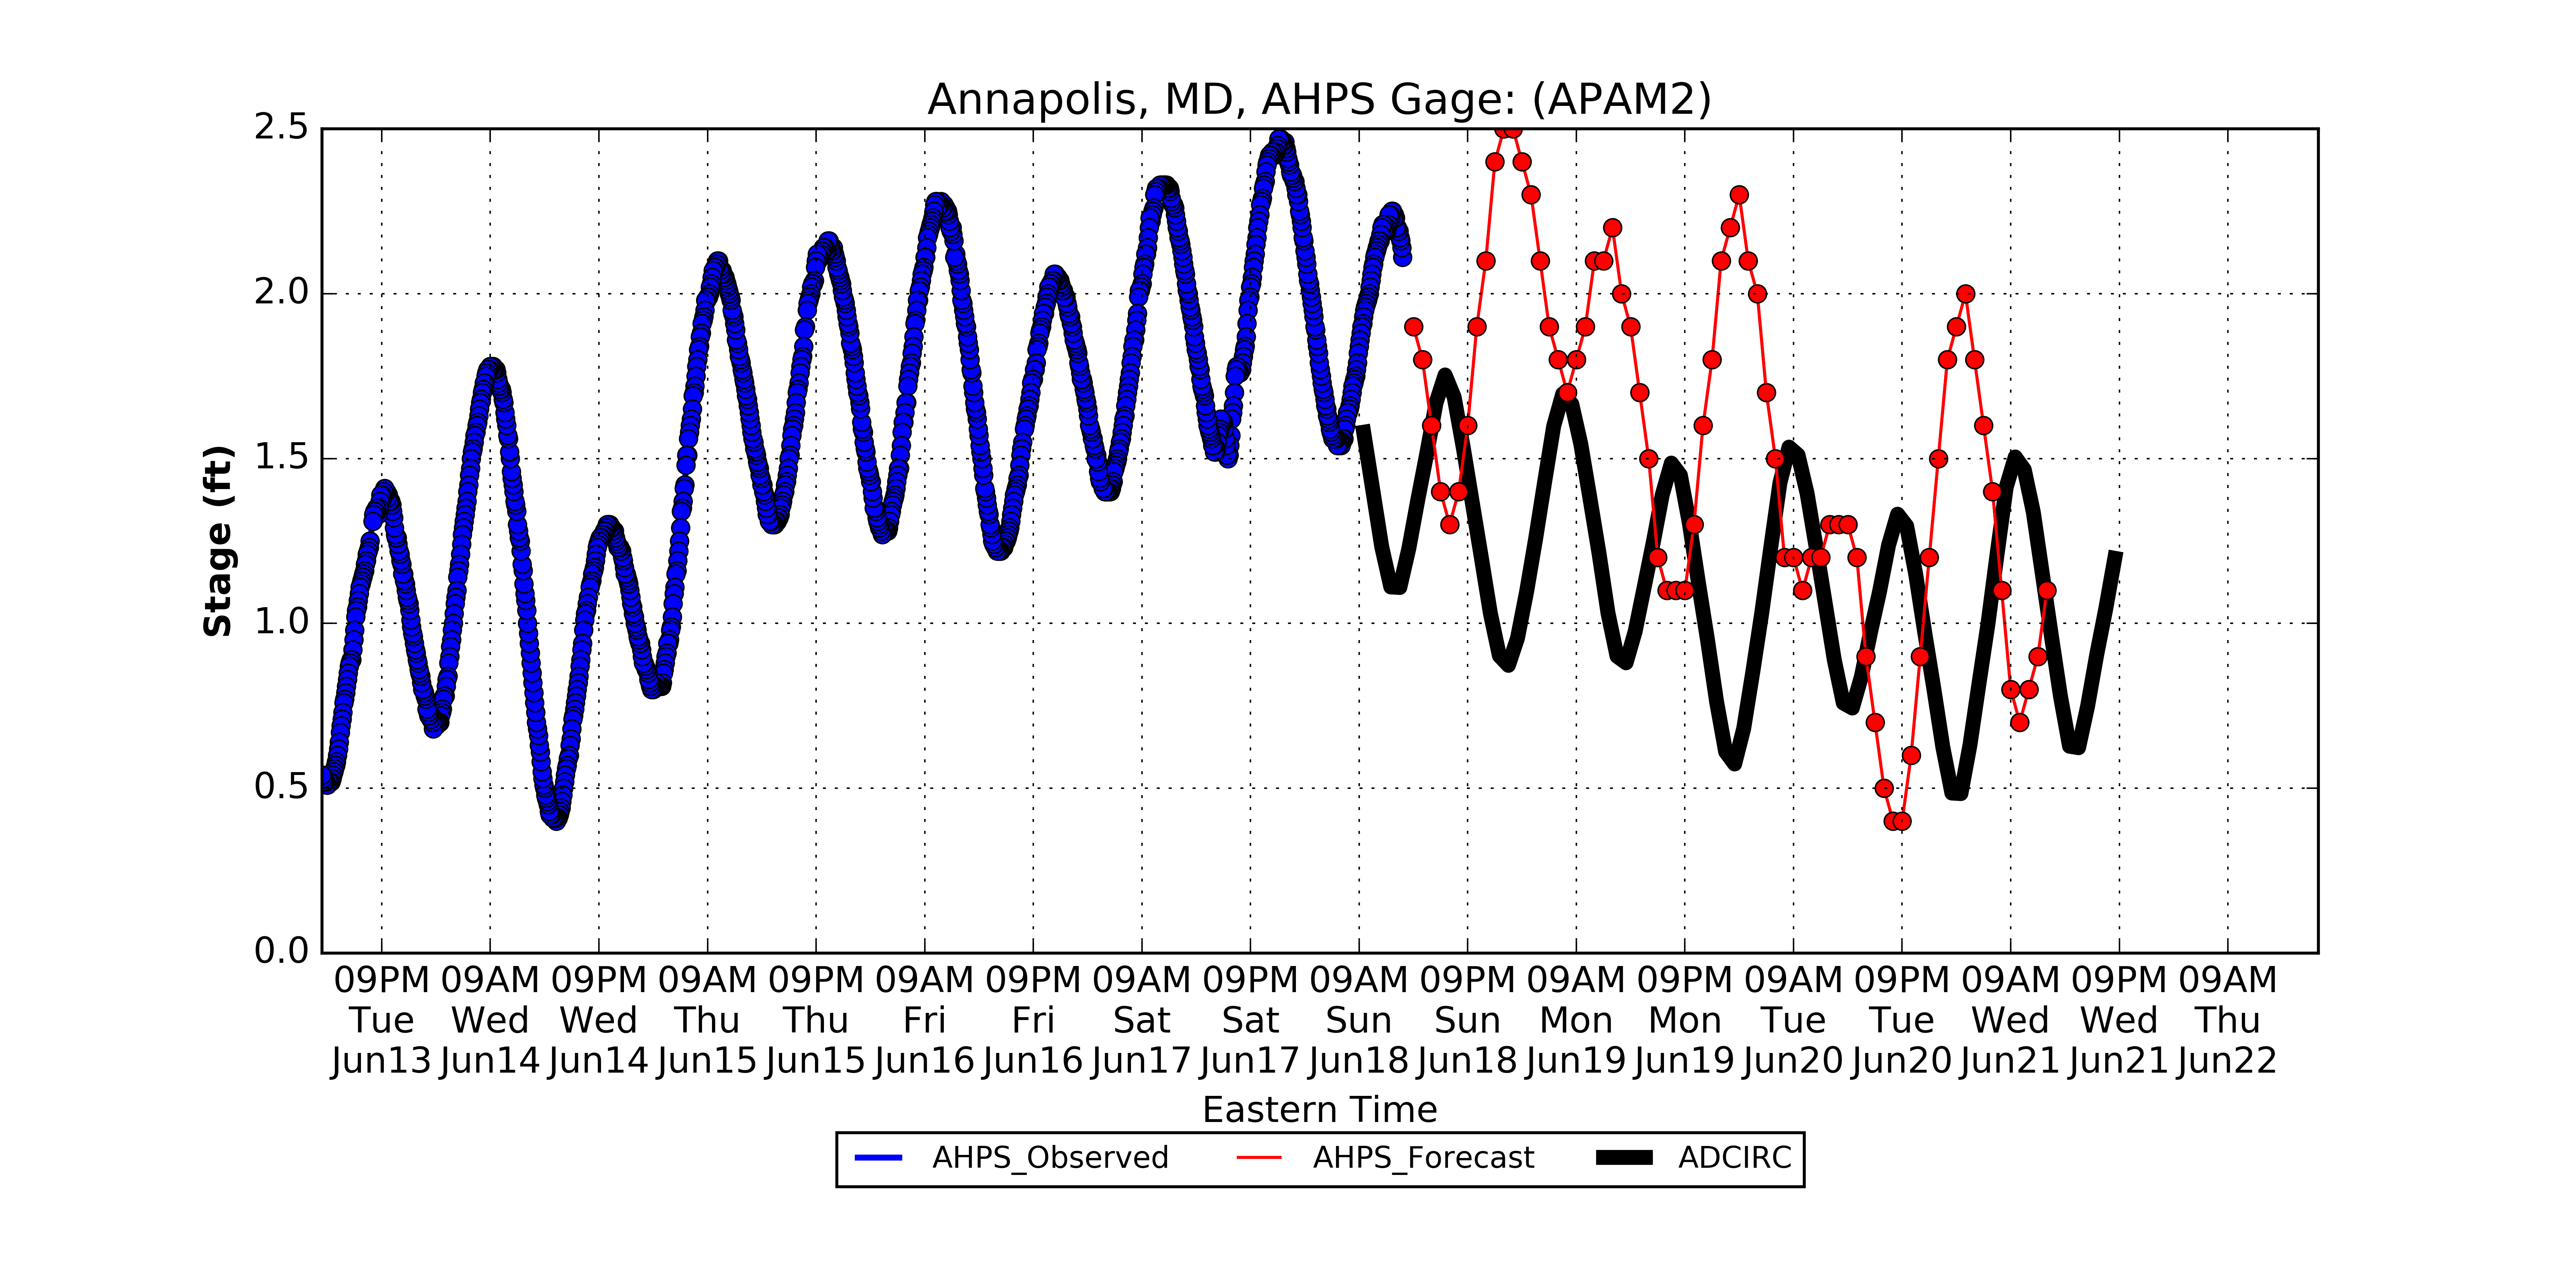 Annapolis, MD, AHPS Gage: (APAM2)
2.5
2.0
1.5
1.0
0.5
0.0
Stage (ft)
09PM 09AM 09PM 09AM 09PM 09AM 09PM 09AM 09PM 09AM 09PM 09AM 09PM 09AM 09PM 09AM 09PM 09AM
Tue Wed Wed Thu Thu Fri Fri Sat Sat Sun Sun Mon Mon Tue Tue Wed Wed Thu
Jun13 Jun14 Jun14 Jun15 Jun15 Jun16 Jun16 Jun17 Jun17 Jun18 Jun18 Jun19 Jun19 Jun20 Jun20 Jun21 Jun21 Jun22
Eastern Time
AHPS_Observed AHPS_Forecast ADCIRC